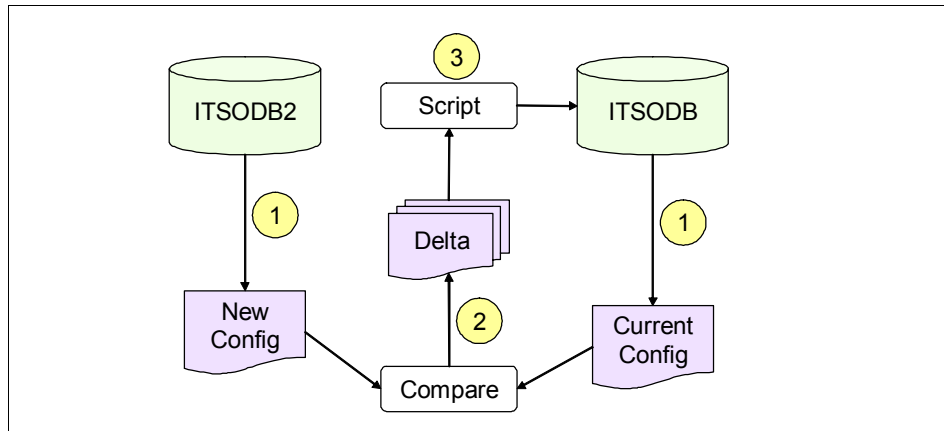 3
ITSODB2
Script
ITSODB
1
1
Delta
New
Config
2
Current
Config
Compare